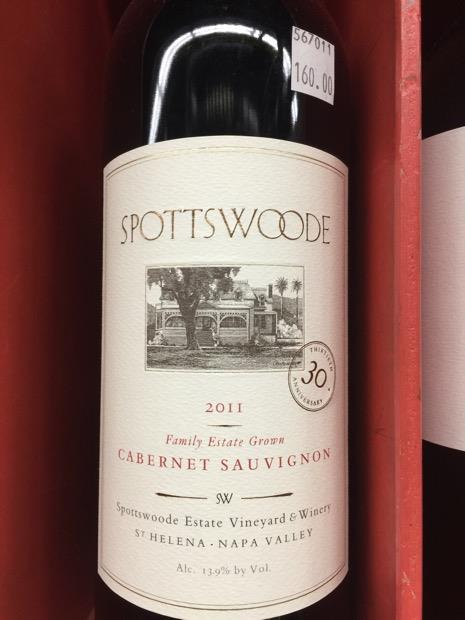 567011
160.00
SPOTTSWOODE
THIRTIETH
30
ANNIVERSARY
2011
Family Estate Grown
CABERNET SAUVIGNON
SW
Spottswoode Estate Vineyard & Winery
ST HELENA · NAPA VALLEY
Alc. 13.9% by Vol.